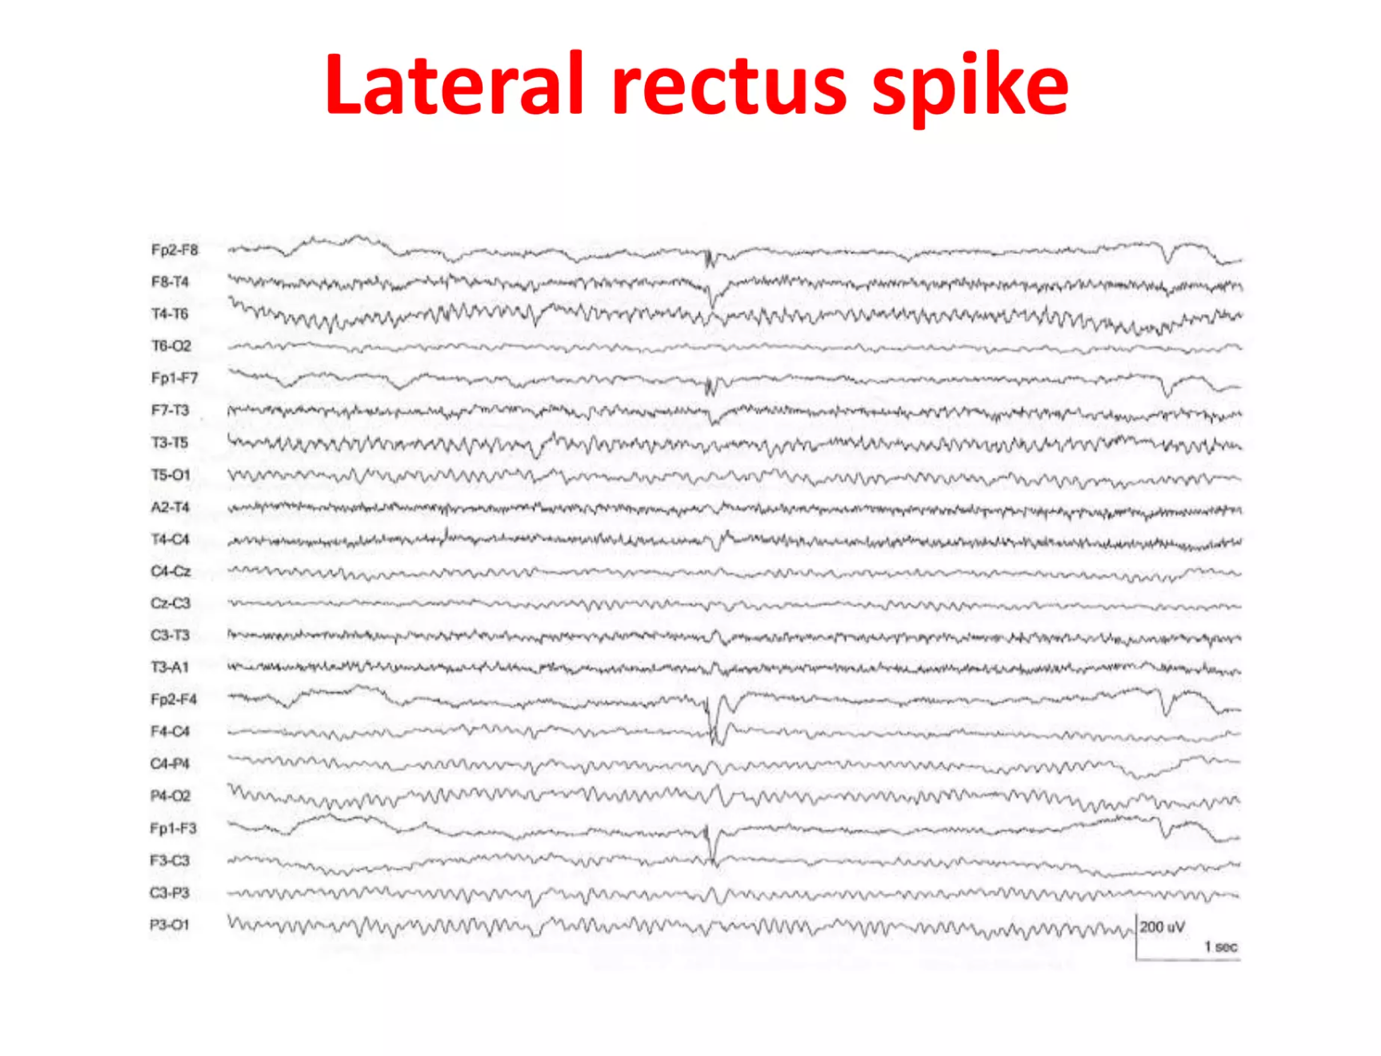 Lateral rectus spike
Fp2-F8
F8-T4
T4-T6
T6-O2
Fp1-F7
F7-T3
T3-T5
T5-O1
A2-T4
T4-C4
C4-Cz
Cz-C3
C3-T3
T3-A1
Fp2-F4
F4-C4
C4-P4
P4-O2
Fp1-F3
F3-C3
C3-P3
P3-O1
200 uV
1 sec